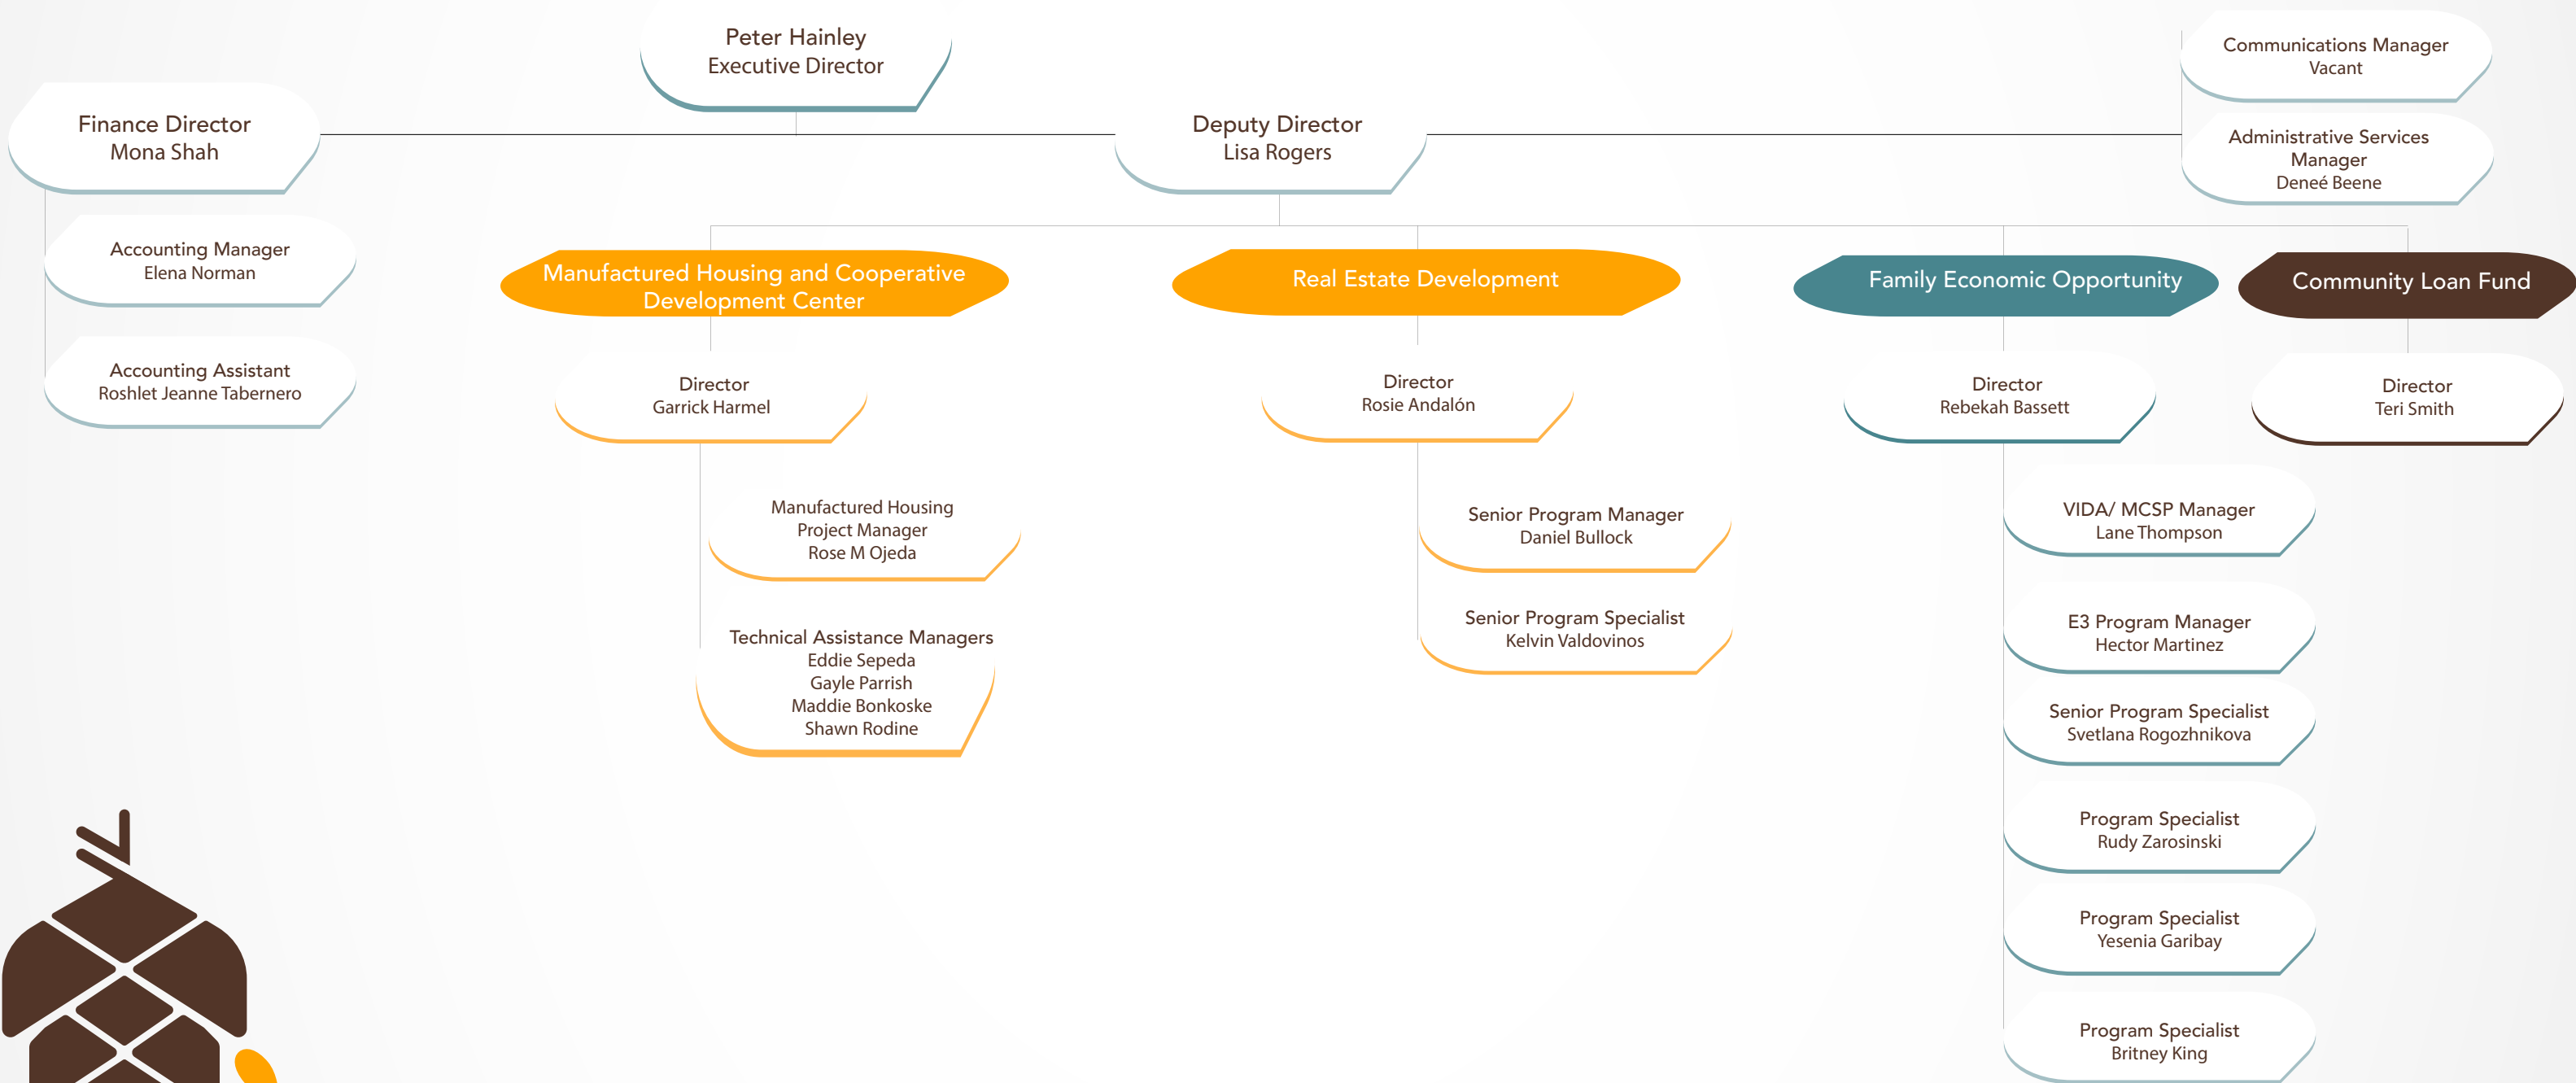 Peter Hainley
Executive Director
Communications Manager
Vacant
Finance Director
Mona Shah
Deputy Director
Lisa Rogers
Administrative Services
Manager
Deneé Beene
Accounting Manager
Elena Norman
Accounting Assistant
Roshlet Jeanne Tabernero
Manufactured Housing and Cooperative
Development Center
Director
Garrick Harmel
Manufactured Housing
Project Manager
Rose M Ojeda
Technical Assistance Managers
Eddie Sepeda
Gayle Parrish
Maddie Bonkoske
Shawn Rodine
Real Estate Development
Director
Rosie Andalón
Senior Program Manager
Daniel Bullock
Senior Program Specialist
Kelvin Valdovinos
Family Economic Opportunity
Director
Rebekah Bassett
VIDA/ MCSP Manager
Lane Thompson
E3 Program Manager
Hector Martinez
Senior Program Specialist
Svetlana Rogozhnikova
Program Specialist
Rudy Zarosinski
Program Specialist
Yesenia Garibay
Program Specialist
Britney King
Community Loan Fund
Director
Teri Smith